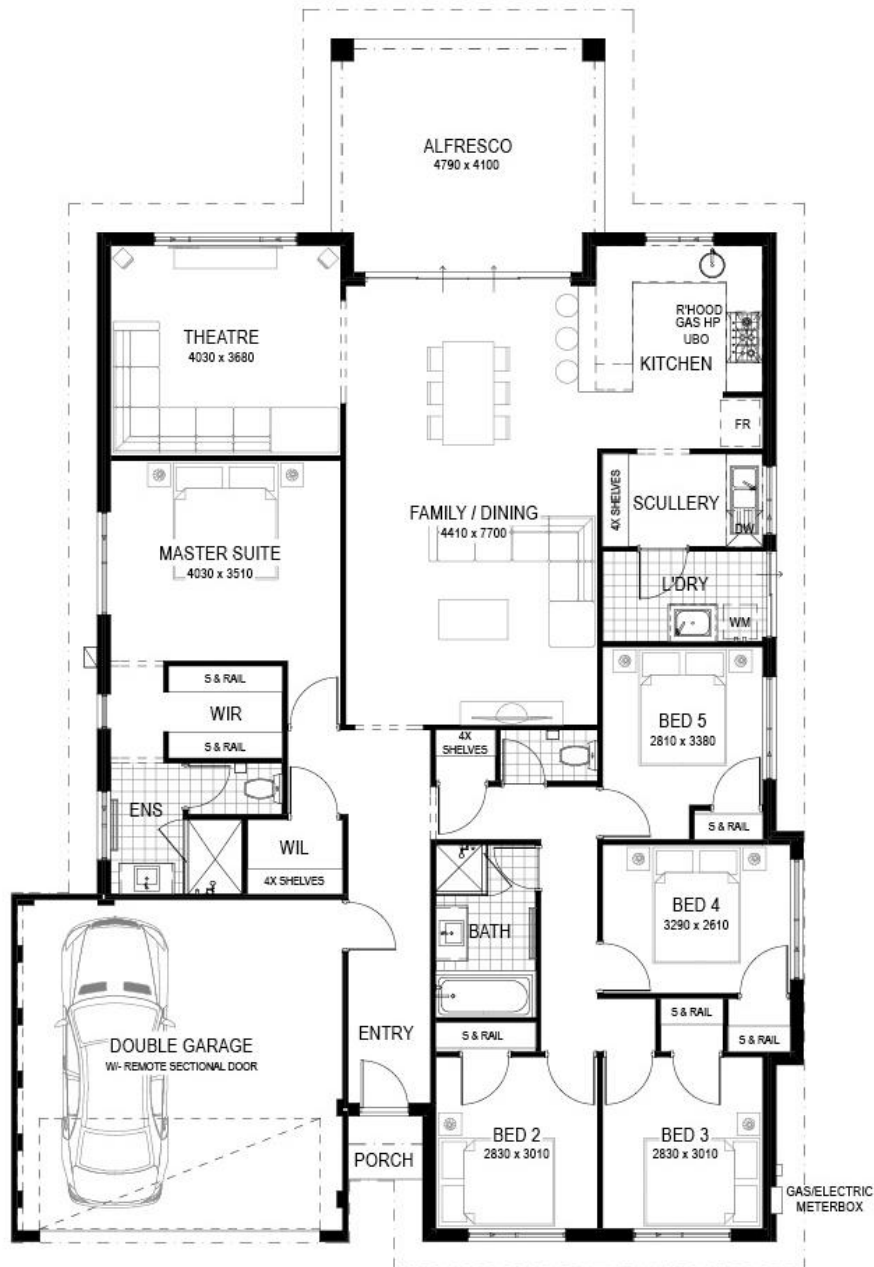 ALFRESCO
4790 x 4100
THEATRE
4030 x 3680
R'HOOD
GAS HP
UBO
KITCHEN
FR
4X SHELVES
SCULLERY
DW
FAMILY / DINING
4410 x 7700
MASTER SUITE
4030 x 3510
L'DRY
WM
S & RAIL
WIR
S & RAIL
BED 5
2810 x 3380
S & RAIL
4X
SHELVES
ENS
WIL
4X SHELVES
BED 4
3290 x 2610
BATH
S & RAIL
S & RAIL
S & RAIL
ENTRY
DOUBLE GARAGE
W/- REMOTE SECTIONAL DOOR
BED 2
2830 x 3010
BED 3
2830 x 3010
PORCH
GAS/ELECTRIC
METERBOX